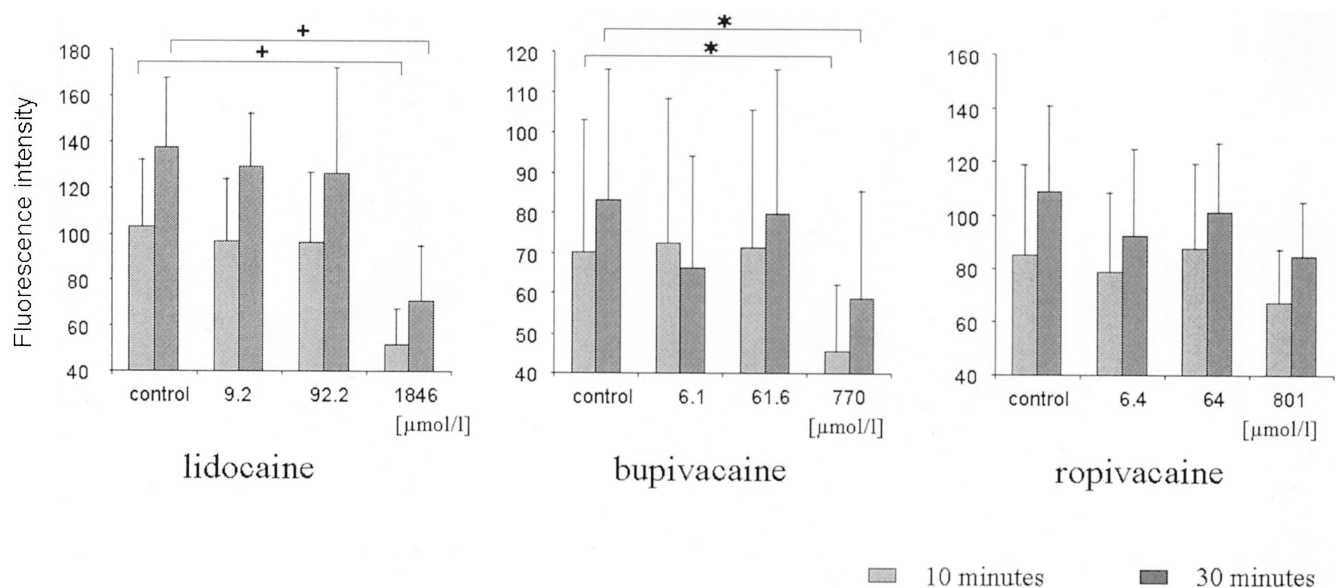 Fluorescence intensity
+
+
180
160
140
120
100
80
60
40
control 9.2 92.2 1846
[µmol/l]
lidocaine
*
*
120
110
100
90
80
70
60
50
40
control 6.1 61.6 770
[µmol/l]
bupivacaine
160
140
120
100
80
60
40
control 6.4 64 801
[µmol/l]
ropivacaine
10 minutes 30 minutes